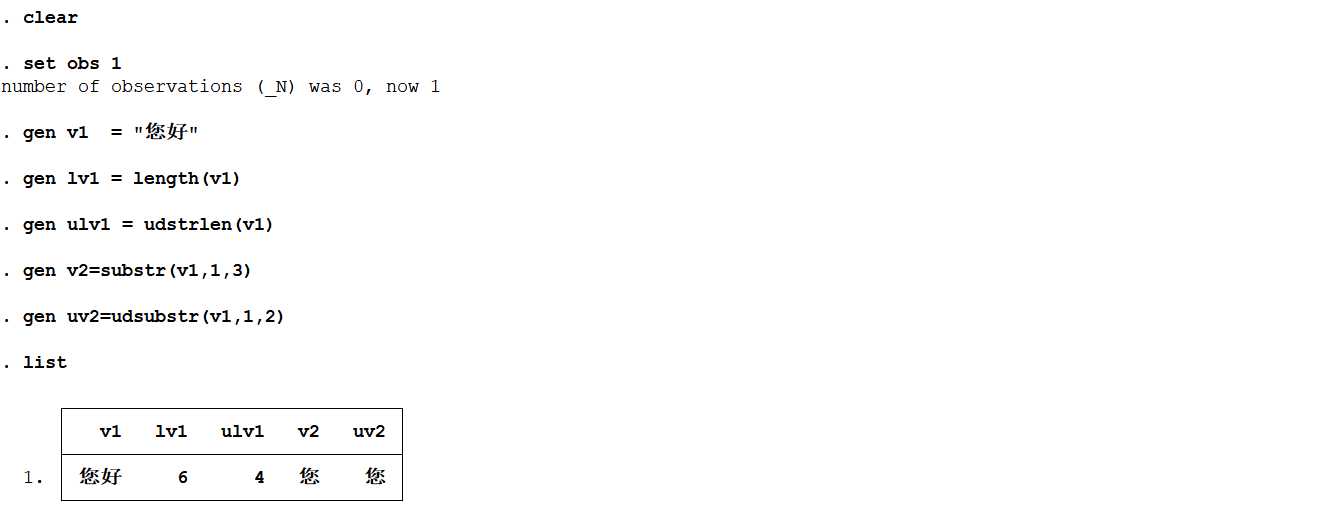 . clear
. set obs 1
number of observations (_N) was 0, now 1
. gen v1  = "您好"
. gen lv1 = length(v1)
. gen ulv1 = udstrlen(v1)
. gen v2=substr(v1,1,3)
. gen uv2=udsubstr(v1,1,2)
. list
v1 lv1 ulv1 v2 uv2
1. 您好 6 4 您 您